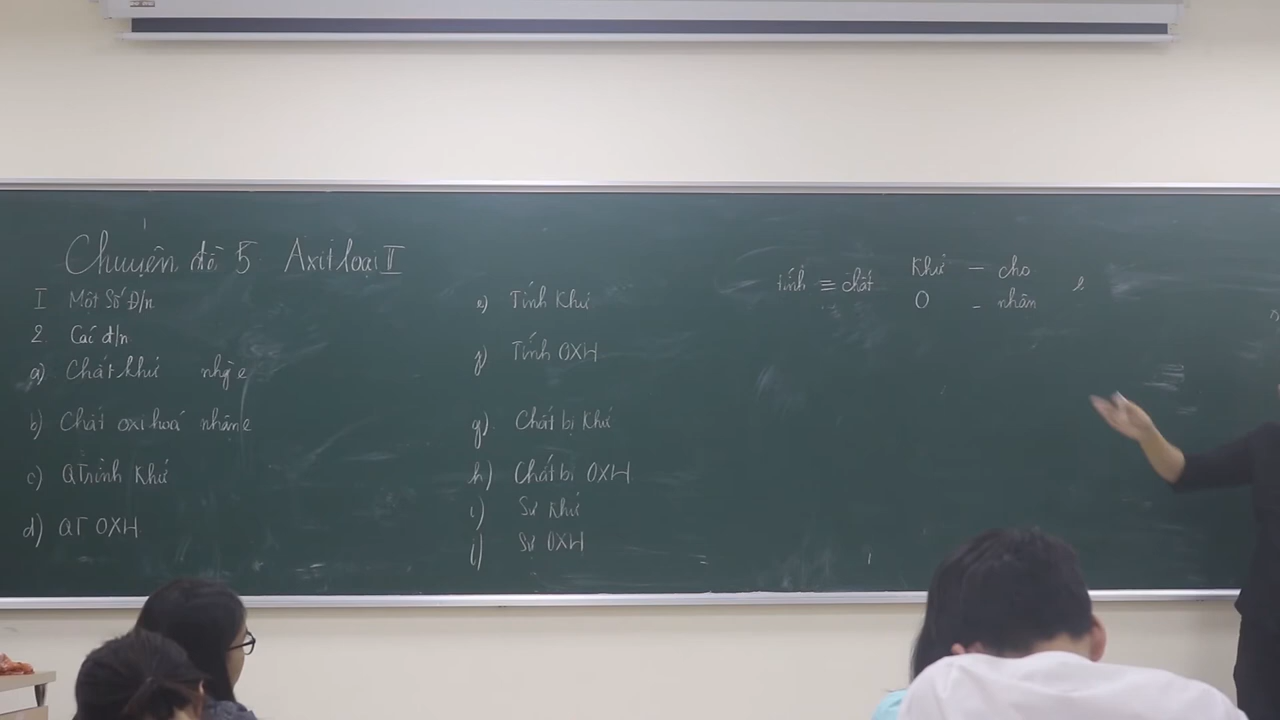 Chuyên đề 5 Axit loại II
I Một Số Đ/n
2. Các đ/n
a) Chất khử nhg e
b) Chất oxi hoá nhận e
c) QTrình Khử
d) QT OXH
e) Tính Khử
f) Tính OXH
g) Chất bị Khử
h) Chất bị OXH
i) Sự Khử
j) Sự OXH
tính ≡ chất Khử - cho e
O - nhận